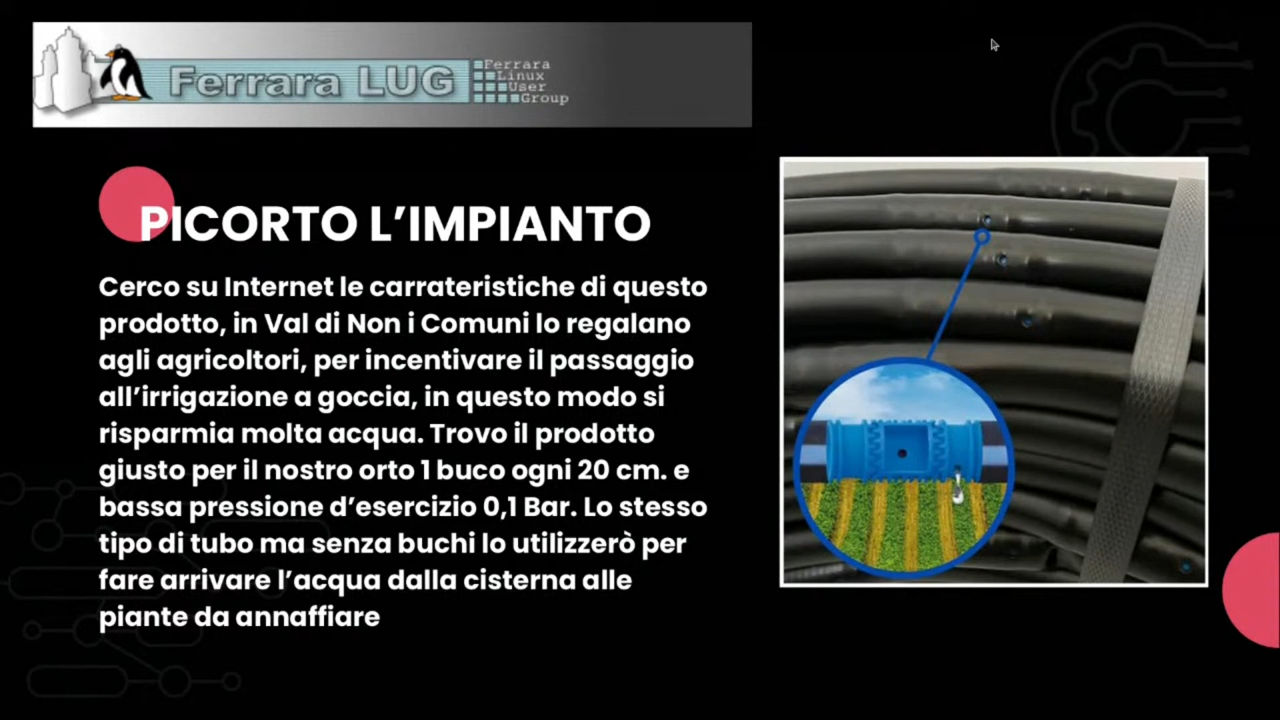 Ferrara LUG
Ferrara
Linux
User
Group
PICORTO L’IMPIANTO
Cerco su Internet le carrateristiche di questo
prodotto, in Val di Non i Comuni lo regalano
agli agricoltori, per incentivare il passaggio
all’irrigazione a goccia, in questo modo si
risparmia molta acqua. Trovo il prodotto
giusto per il nostro orto 1 buco ogni 20 cm. e
bassa pressione d’esercizio 0,1 Bar. Lo stesso
tipo di tubo ma senza buchi lo utilizzerò per
fare arrivare l’acqua dalla cisterna alle
piante da annaffiare